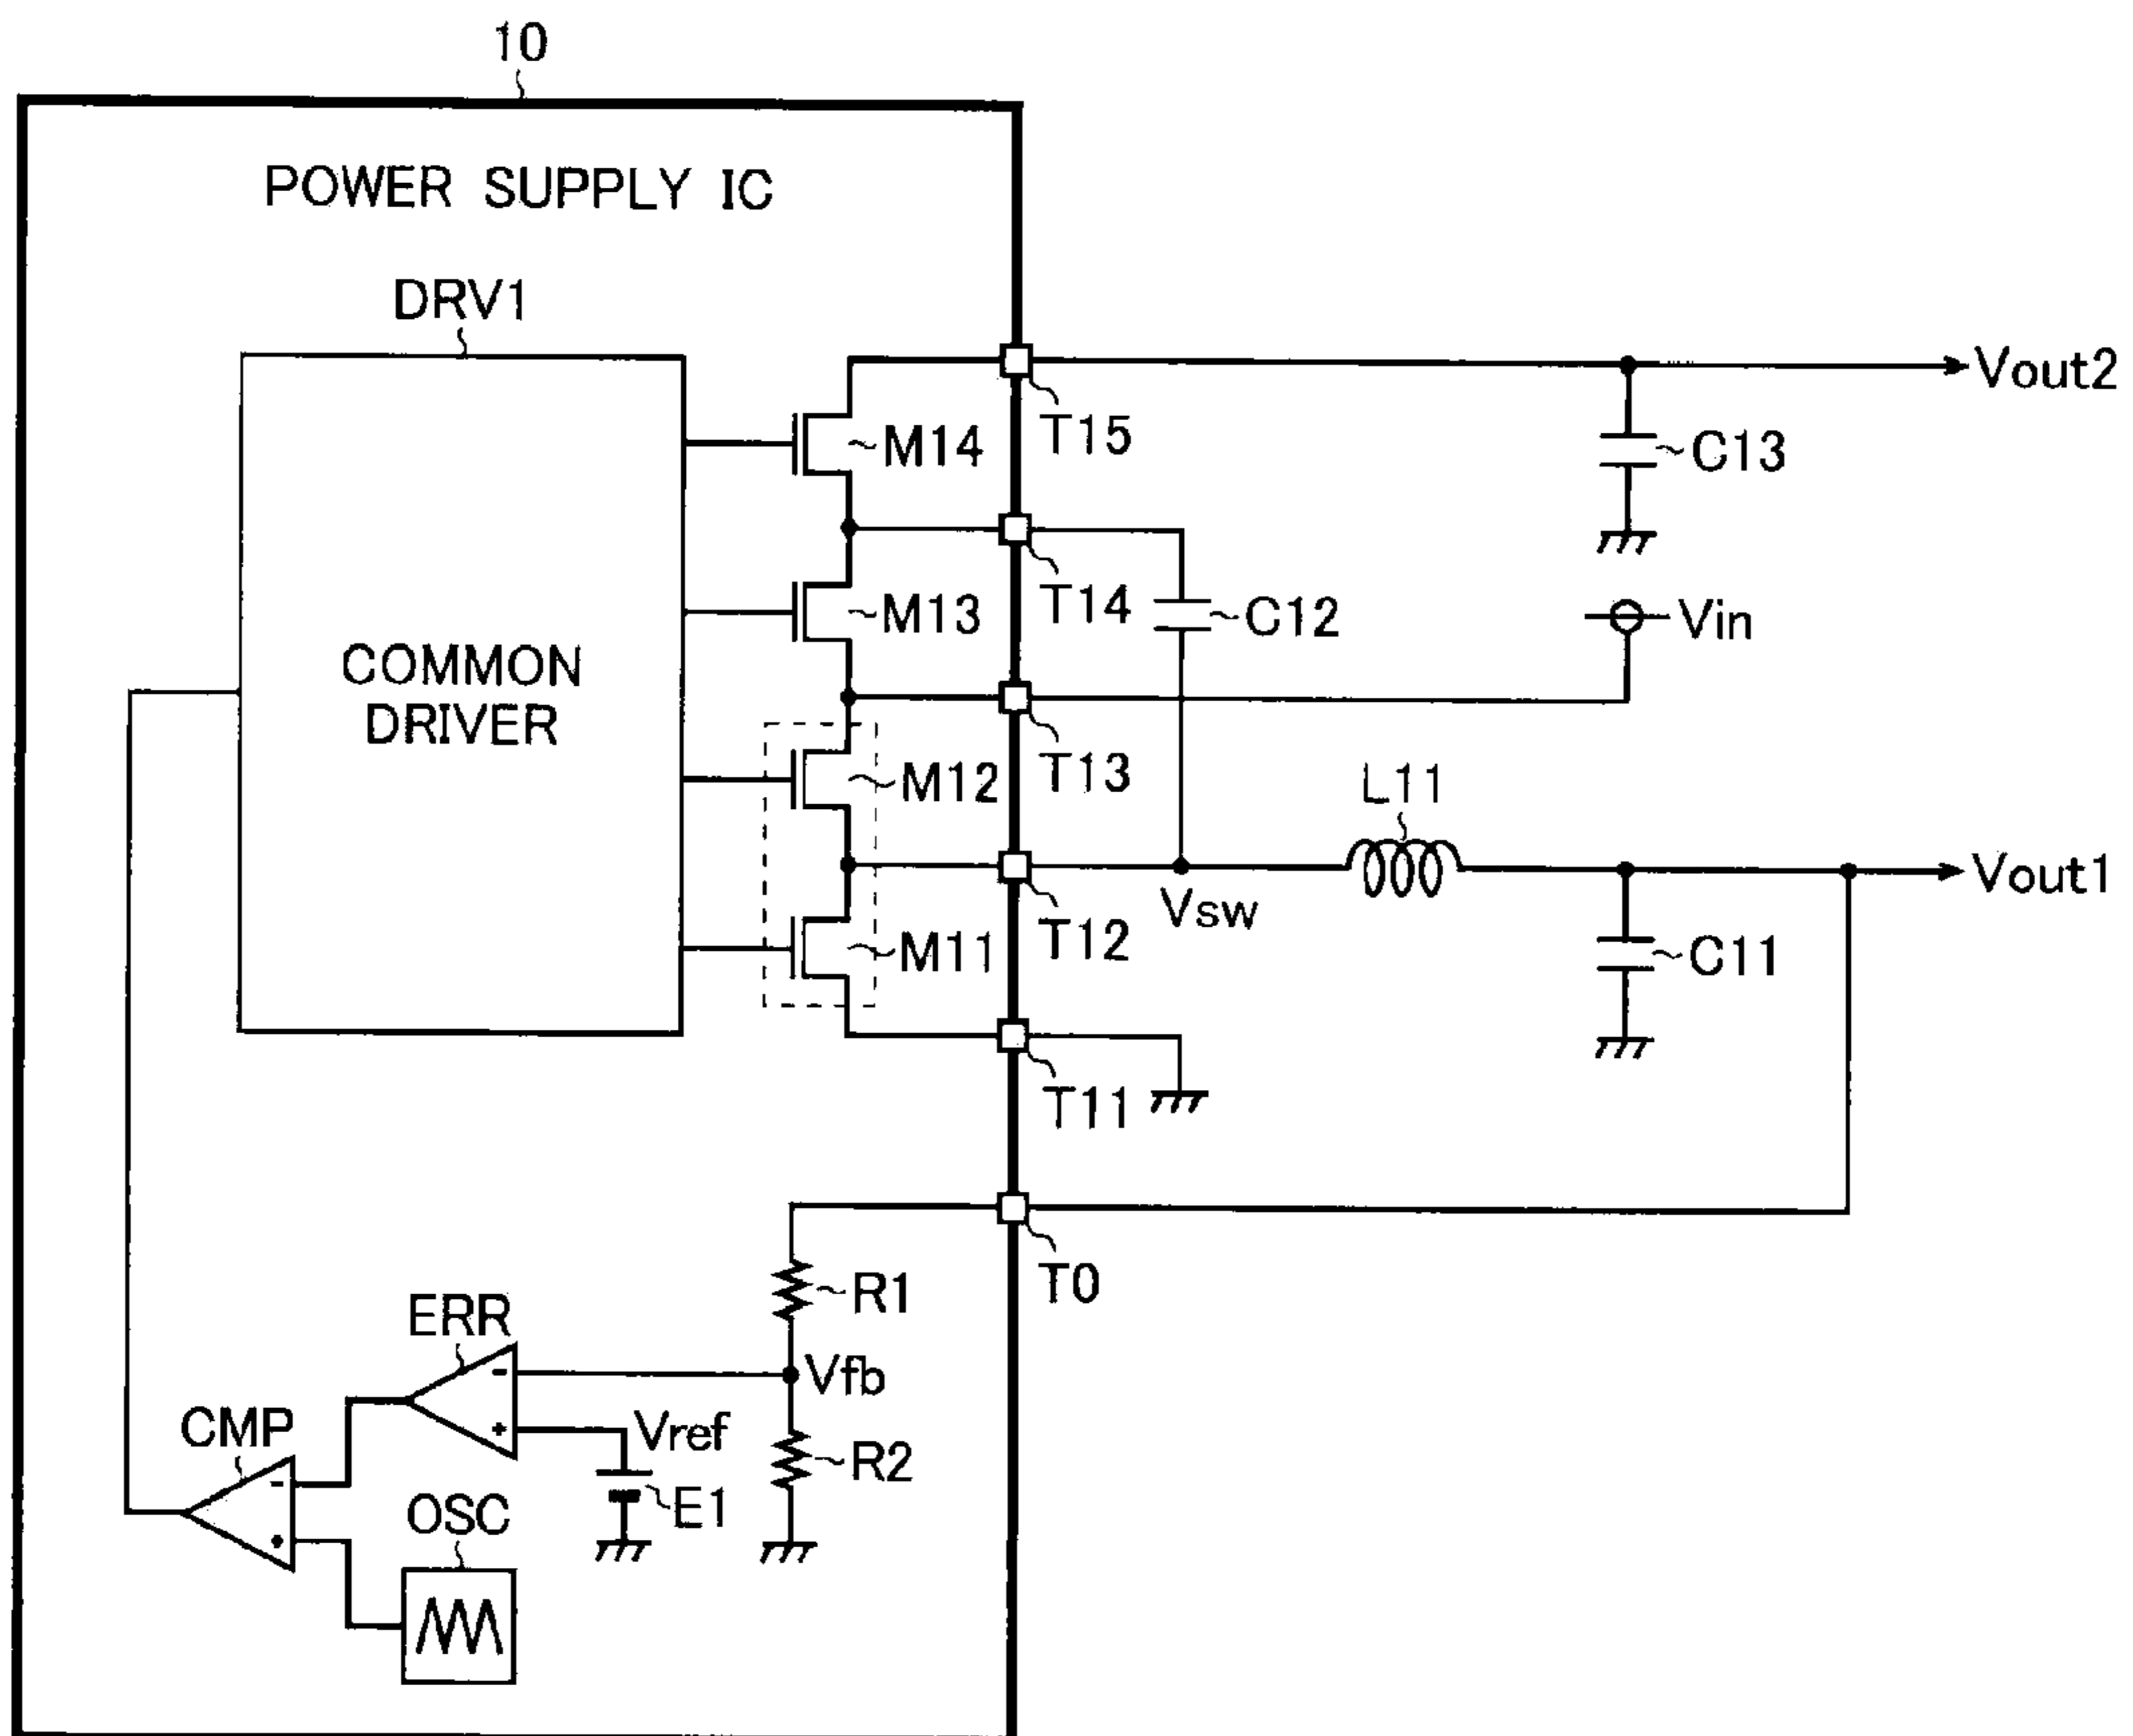 10
POWER SUPPLY IC
DRV1
COMMON
DRIVER
M14
M13
M12
M11
T15
T14
T13
T12
T11
T0
Vout2
C13
C12
Vin
L11
Vout1
Vsw
C11
R1
ERR
-
+
Vfb
Vref
R2
E1
CMP
-
+
OSC